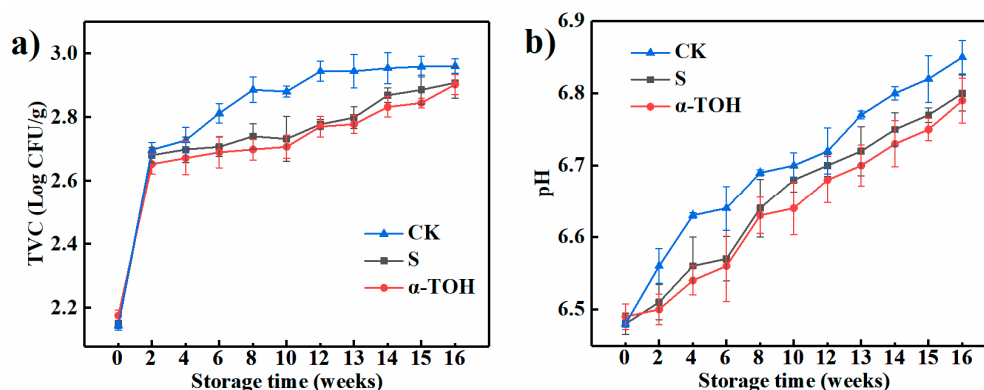 a)
TVC (Log CFU/g)
3.0
2.8
2.6
2.4
2.2
CK
S
α-TOH
0 2 4 6 8 10 12 13 14 15 16
Storage time (weeks)
b)
pH
6.9
6.8
6.7
6.6
6.5
CK
S
α-TOH
0 2 4 6 8 10 12 13 14 15 16
Storage time (weeks)